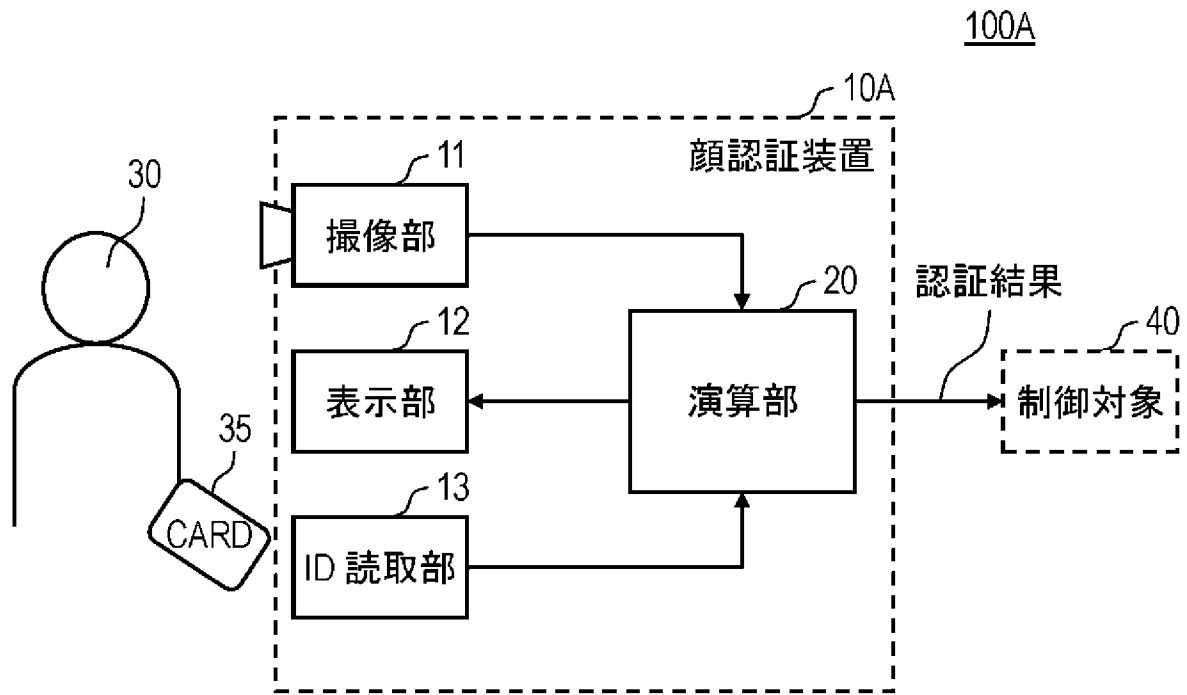 100A
10A
顔認証装置
11
撮像部
30
12
表示部
20
演算部
認証結果
40
制御対象
35
CARD
13
ID 読取部